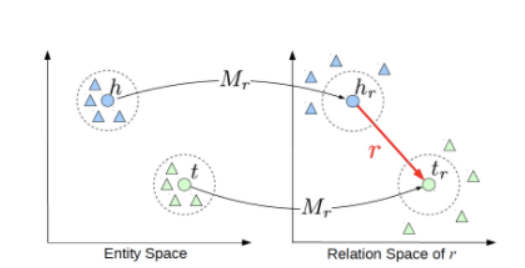 h
M_r
h_r
r
t
t_r
M_r
Entity Space
Relation Space of r